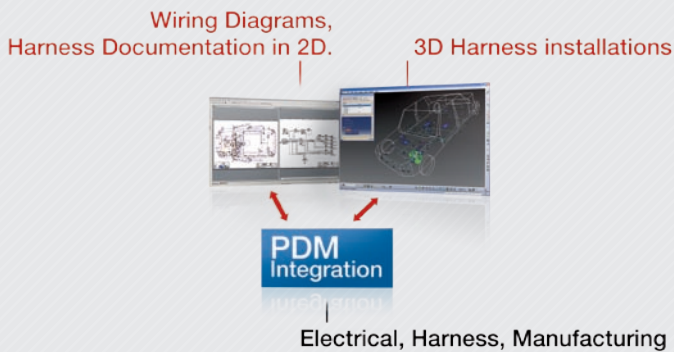 Wiring Diagrams,
Harness Documentation in 2D.
3D Harness installations
PDM
Integration
Electrical, Harness, Manufacturing